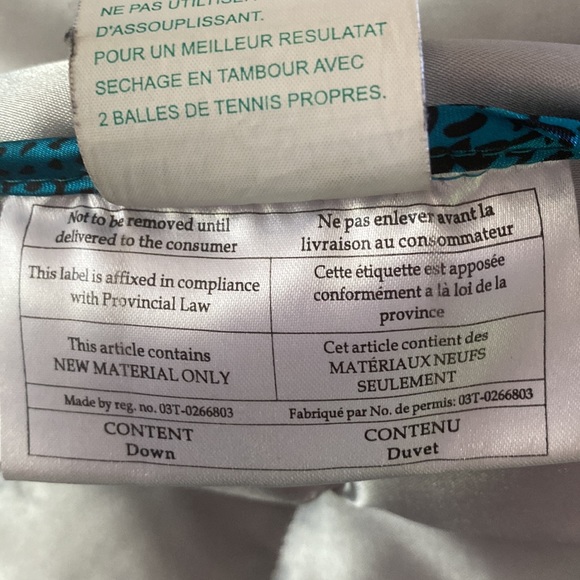 NE PAS UTILISER
D'ASSOUPLISSANT.
POUR UN MEILLEUR RESULATAT
SECHAGE EN TAMBOUR AVEC
2 BALLES DE TENNIS PROPRES.
Not to be removed until
delivered to the consumer
Ne pas enlever avant la
livraison au consommateur
This label is affixed in compliance
with Provincial Law
Cette étiquette est apposée
conformément a là loi de la
province
This article contains
NEW MATERIAL ONLY
Cet article contient des
MATÉRIAUX NEUFS
SEULEMENT
Made by reg. no. 03T-0266803
Fabriqué par No. de permis: 03T-0266803
CONTENT
Down
CONTENU
Duvet